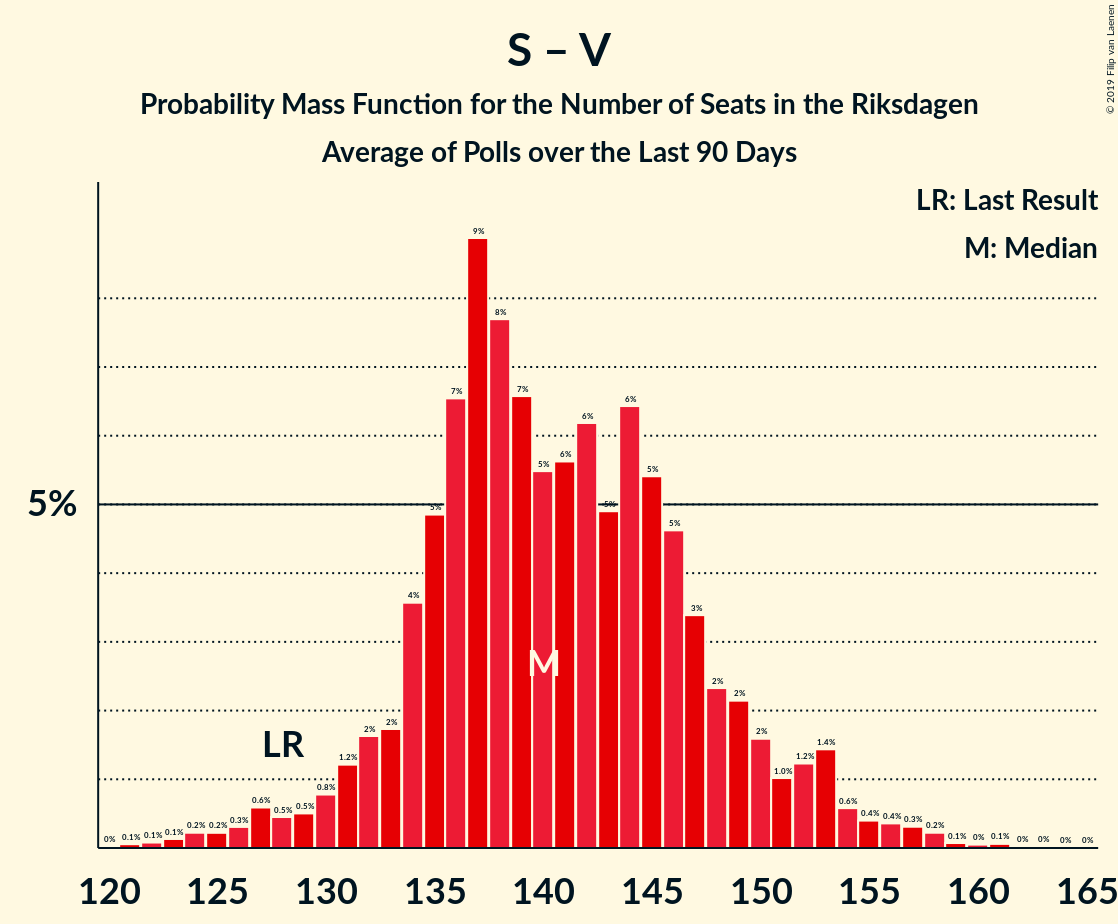 S – V
Probability Mass Function for the Number of Seats in the Riksdagen
Average of Polls over the Last 90 Days
© 2019 Filip van Laenen
LR: Last Result
M: Median
5%
0% 0.1% 0.1% 0.1% 0.2% 0.2% 0.3% 0.6% 0.5% 0.5% 0.8% 1.2% 2% 2% 4% 5% 7% 9% 8% 7% 5% 6% 6% 5% 6% 5% 5% 3% 2% 2% 2% 1.0% 1.2% 1.4% 0.6% 0.4% 0.4% 0.3% 0.2% 0.1% 0% 0.1% 0% 0% 0% 0%
M
LR
120 125 130 135 140 145 150 155 160 165